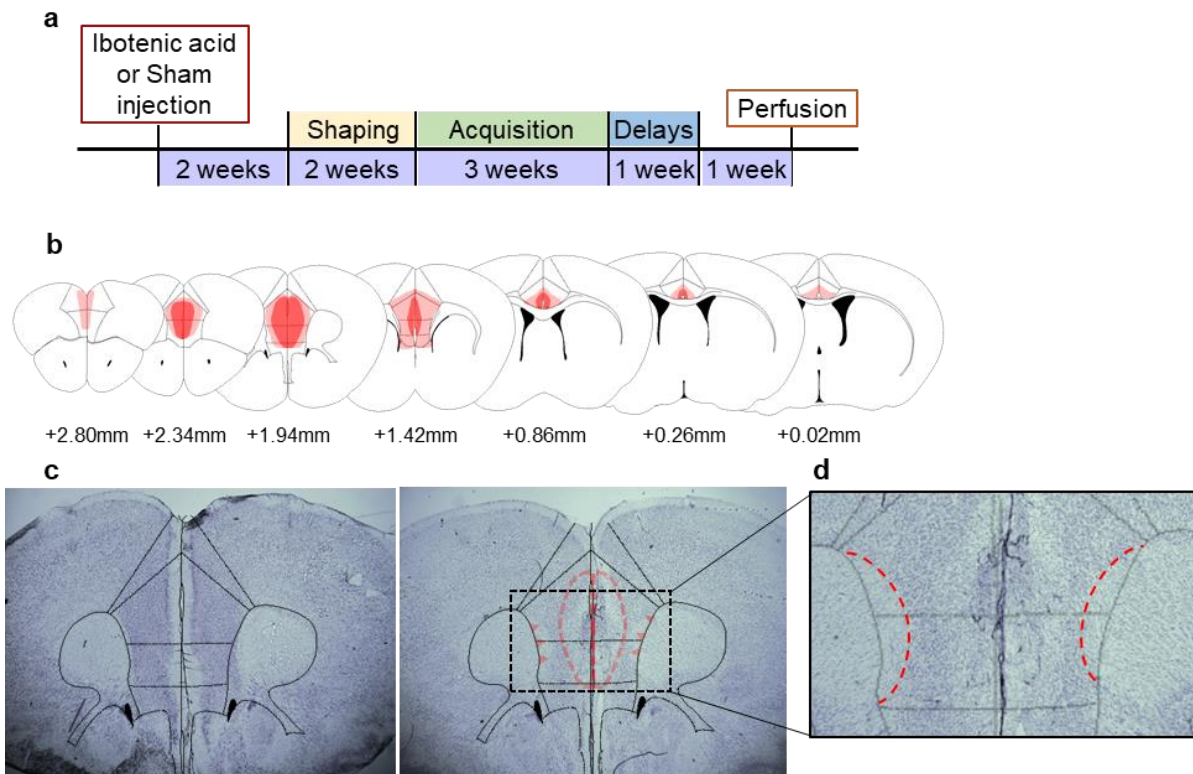 a
Ibotenic acid
or Sham
injection
Shaping
Acquisition
Delays
Perfusion
2 weeks
2 weeks
3 weeks
1 week
1 week
b
+2.80mm
+2.34mm
+1.94mm
+1.42mm
+0.86mm
+0.26mm
+0.02mm
c
d